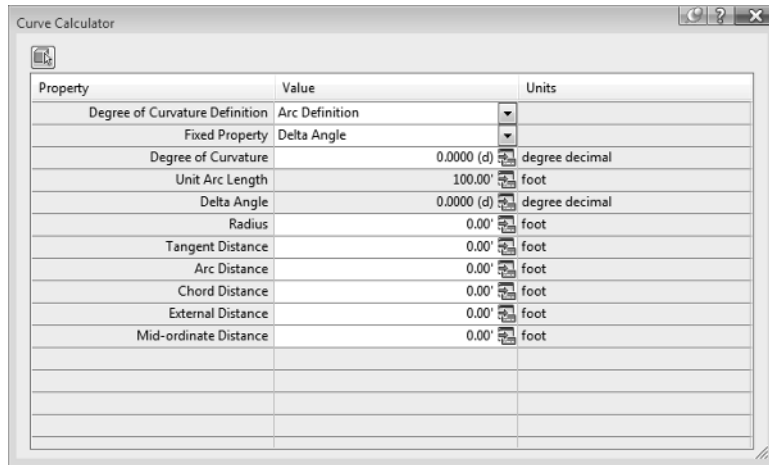 Curve Calculator
Property Value Units
Degree of Curvature Definition Arc Definition
Fixed Property Delta Angle
Degree of Curvature 0.0000 (d) degree decimal
Unit Arc Length 100.00' foot
Delta Angle 0.0000 (d) degree decimal
Radius 0.00' foot
Tangent Distance 0.00' foot
Arc Distance 0.00' foot
Chord Distance 0.00' foot
External Distance 0.00' foot
Mid-ordinate Distance 0.00' foot